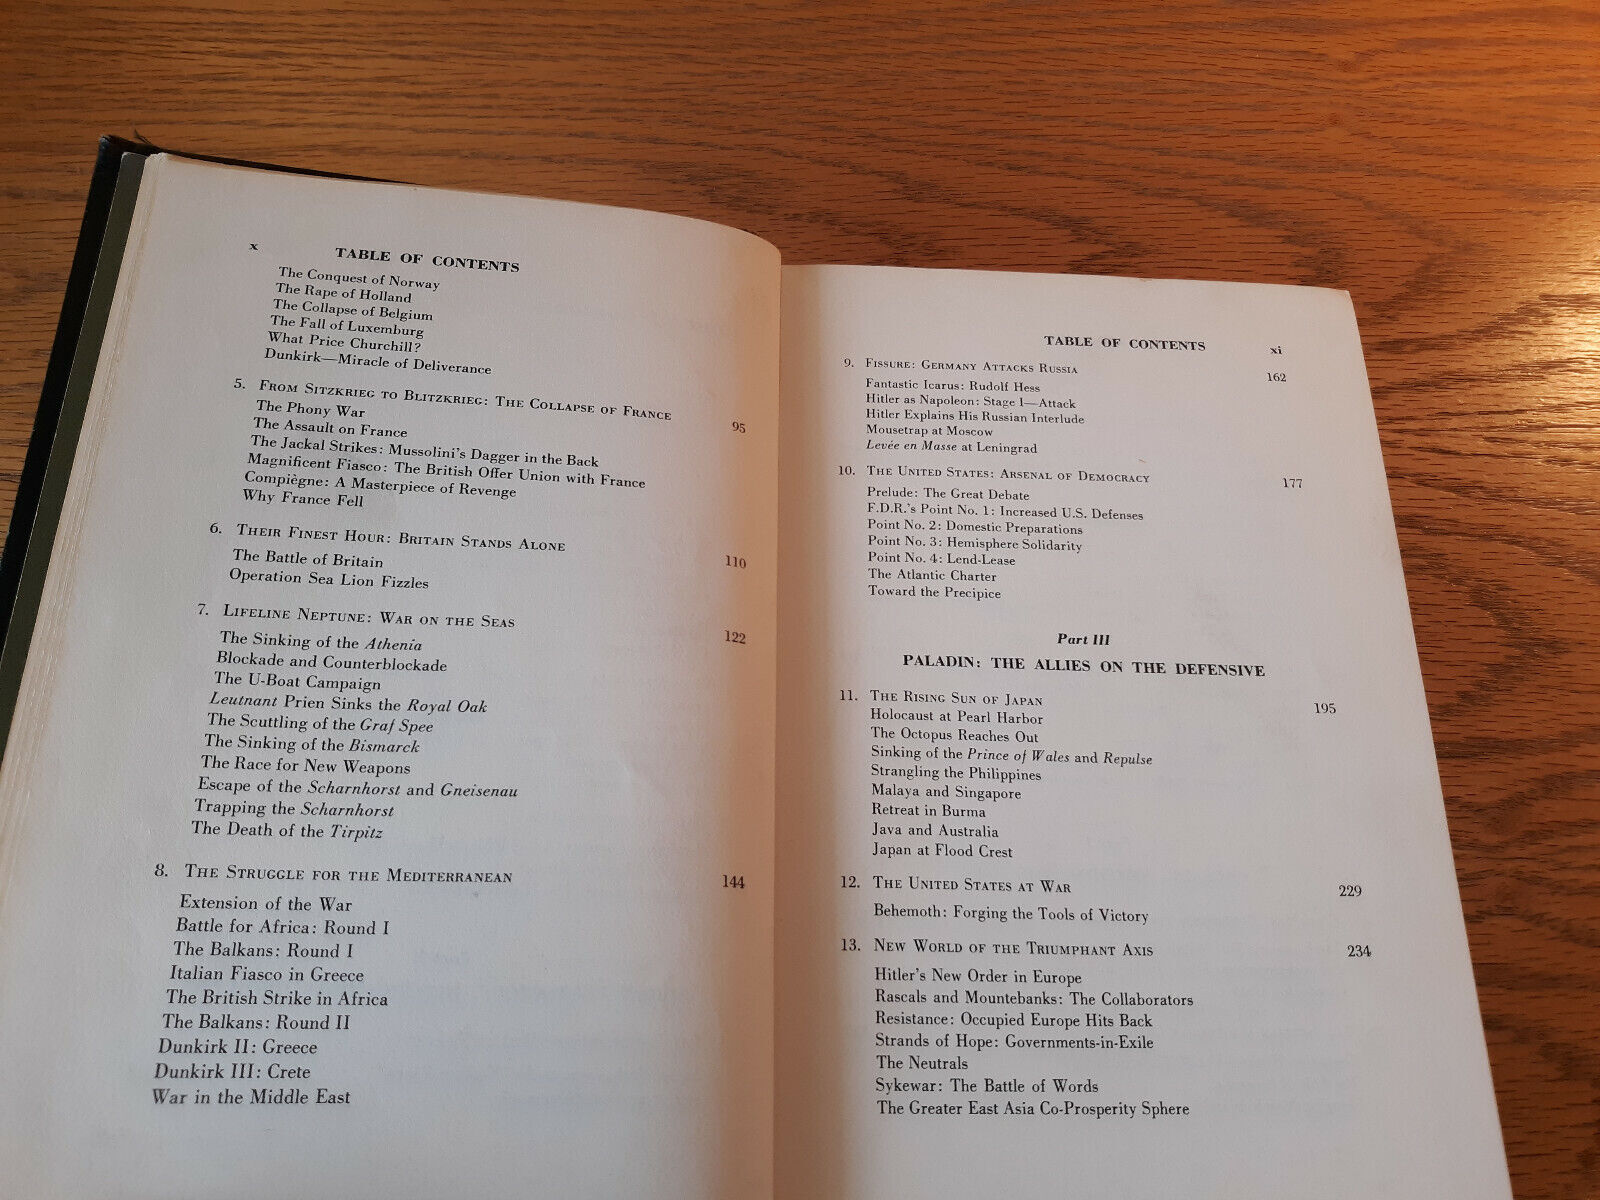 x TABLE OF CONTENTS
The Conquest of Norway
The Rape of Holland
The Collapse of Belgium
The Fall of Luxemburg
What Price Churchill?
Dunkirk—Miracle of Deliverance
5. From Sitzkrieg to Blitzkrieg: The Collapse of France 95
The Phony War
The Assault on France
The Jackal Strikes: Mussolini's Dagger in the Back
Magnificent Fiasco: The British Offer Union with France
Compiègne: A Masterpiece of Revenge
Why France Fell
6. Their Finest Hour: Britain Stands Alone 110
The Battle of Britain
Operation Sea Lion Fizzles
7. Lifeline Neptune: War on the Seas 122
The Sinking of the Athenia
Blockade and Counterblockade
The U-Boat Campaign
Leutnant Prien Sinks the Royal Oak
The Scuttling of the Graf Spee
The Sinking of the Bismarck
The Race for New Weapons
Escape of the Scharnhorst and Gneisenau
Trapping the Scharnhorst
The Death of the Tirpitz
8. The Struggle for the Mediterranean 144
Extension of the War
Battle for Africa: Round I
The Balkans: Round I
Italian Fiasco in Greece
The British Strike in Africa
The Balkans: Round II
Dunkirk II: Greece
Dunkirk III: Crete
War in the Middle East
TABLE OF CONTENTS xi
9. Fissure: Germany Attacks Russia 162
Fantastic Icarus: Rudolf Hess
Hitler as Napoleon: Stage I—Attack
Hitler Explains His Russian Interlude
Mousetrap at Moscow
Levée en Masse at Leningrad
10. The United States: Arsenal of Democracy 177
Prelude: The Great Debate
F.D.R.'s Point No. 1: Increased U.S. Defenses
Point No. 2: Domestic Preparations
Point No. 3: Hemisphere Solidarity
Point No. 4: Lend-Lease
The Atlantic Charter
Toward the Precipice
Part III
PALADIN: THE ALLIES ON THE DEFENSIVE
11. The Rising Sun of Japan 195
Holocaust at Pearl Harbor
The Octopus Reaches Out
Sinking of the Prince of Wales and Repulse
Strangling the Philippines
Malaya and Singapore
Retreat in Burma
Java and Australia
Japan at Flood Crest
12. The United States at War 229
Behemoth: Forging the Tools of Victory
13. New World of the Triumphant Axis 234
Hitler's New Order in Europe
Rascals and Mountebanks: The Collaborators
Resistance: Occupied Europe Hits Back
Strands of Hope: Governments-in-Exile
The Neutrals
Sykewar: The Battle of Words
The Greater East Asia Co-Prosperity Sphere